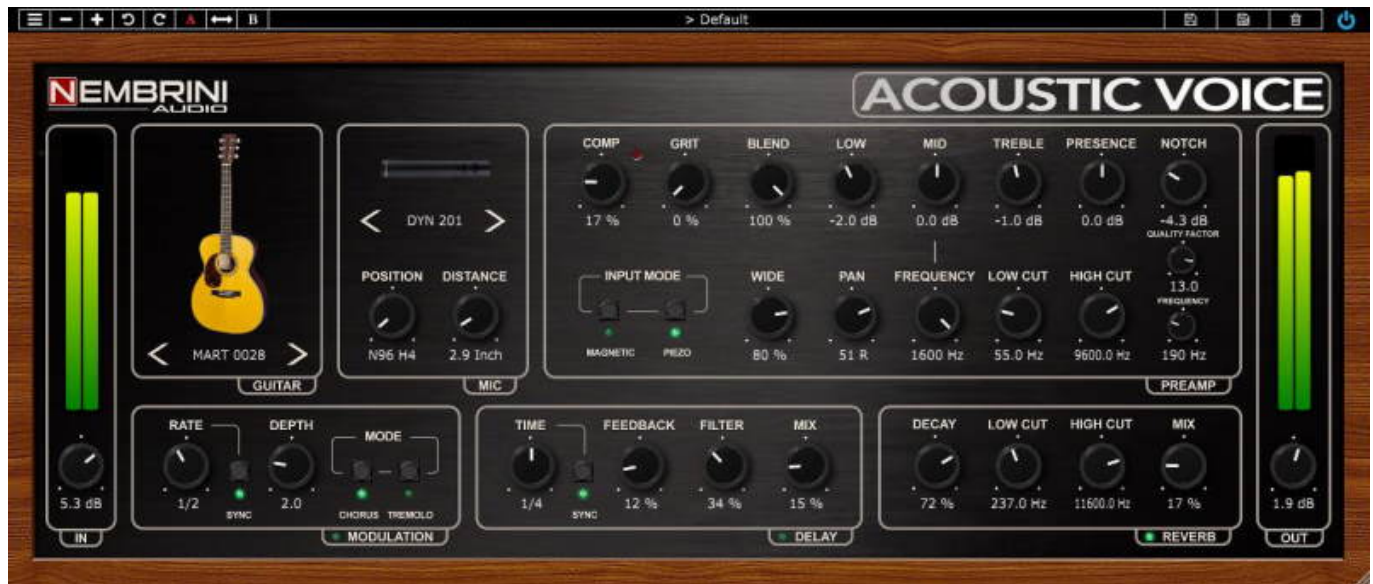 A B > Default
NEMBRINI
AUDIO
ACOUSTIC VOICE
5.3 dB
IN
MART 0028
GUITAR
DYN 201
POSITION DISTANCE
N96 H4 2.9 Inch
MIC
COMP GRIT BLEND LOW MID TREBLE PRESENCE NOTCH
17 % 0 % 100 % -2.0 dB 0.0 dB -1.0 dB 0.0 dB -4.3 dB
QUALITY FACTOR
13.0
INPUT MODE WIDE PAN FREQUENCY LOW CUT HIGH CUT FREQUENCY
MAGNETIC PIEZO 80 % 51 R 1600 Hz 55.0 Hz 9600.0 Hz 190 Hz
PREAMP
RATE DEPTH MODE
1/2 SYNC 2.0 CHORUS TREMOLO
MODULATION
TIME FEEDBACK FILTER MIX
1/4 SYNC 12 % 34 % 15 %
DELAY
DECAY LOW CUT HIGH CUT MIX
72 % 237.0 Hz 11600.0 Hz 17 %
REVERB
1.9 dB
OUT